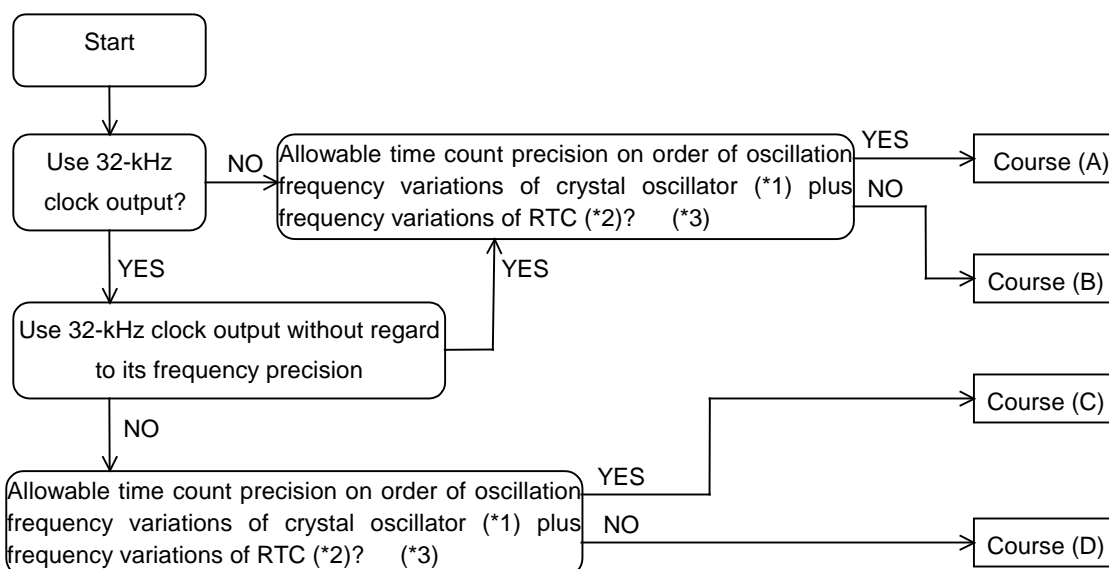 Start
Use 32-kHz
clock output?
NO
Allowable time count precision on order of oscillation
frequency variations of crystal oscillator (*1) plus
frequency variations of RTC (*2)? (*3)
YES
Course (A)
NO
Course (B)
YES
YES
Use 32-kHz clock output without regard
to its frequency precision
NO
Allowable time count precision on order of oscillation
frequency variations of crystal oscillator (*1) plus
frequency variations of RTC (*2)? (*3)
YES
Course (C)
NO
Course (D)